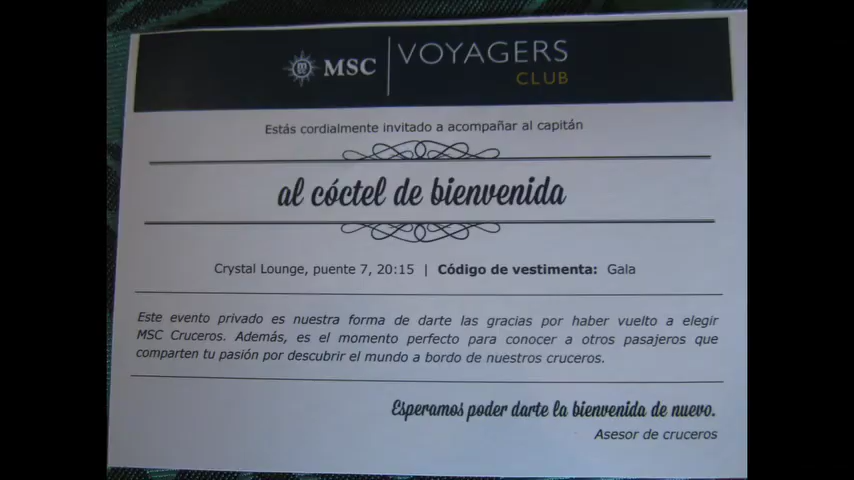 MSC VOYAGERS
CLUB
Estás cordialmente invitado a acompañar al capitán
al cóctel de bienvenida
Crystal Lounge, puente 7, 20:15 | Código de vestimenta: Gala
Este evento privado es nuestra forma de darte las gracias por haber vuelto a elegir
MSC Cruceros. Además, es el momento perfecto para conocer a otros pasajeros que
comparten tu pasión por descubrir el mundo a bordo de nuestros cruceros.
Esperamos poder darte la bienvenida de nuevo.
Asesor de cruceros